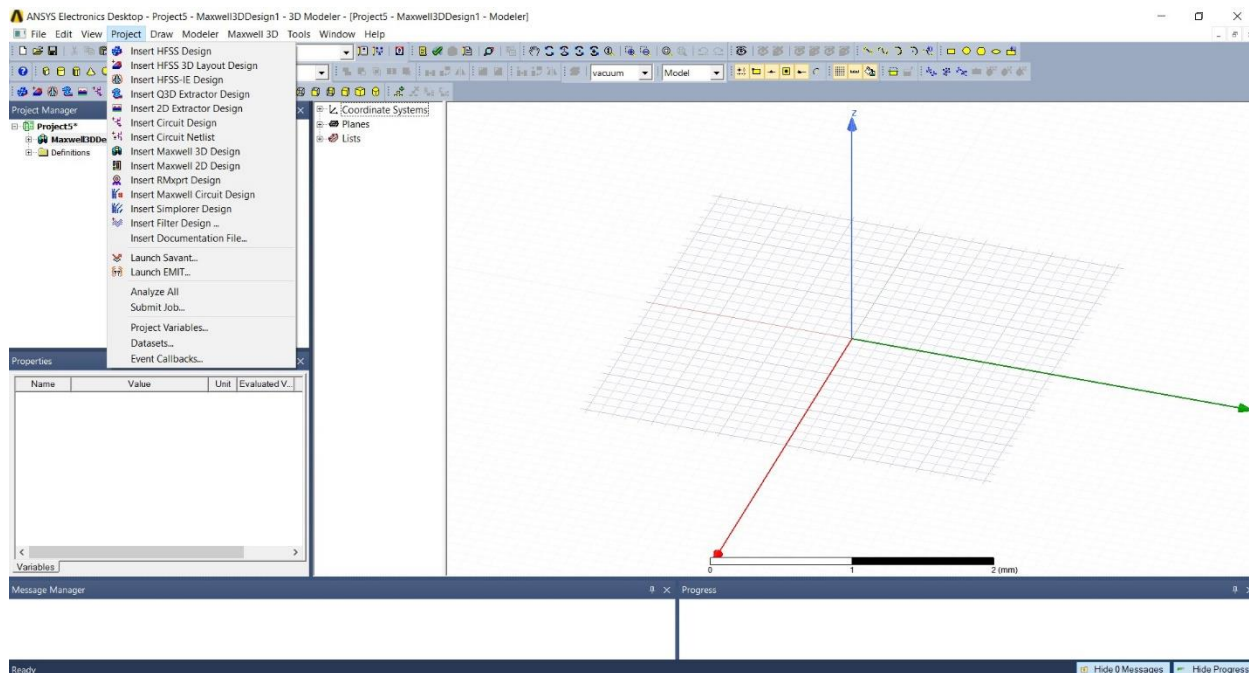 ANSYS Electronics Desktop - Project5 - Maxwell3DDesign1 - 3D Modeler - [Project5 - Maxwell3DDesign1 - Modeler]
File Edit View Project Draw Modeler Maxwell 3D Tools Window Help
Insert HFSS Design
Insert HFSS 3D Layout Design
Insert HFSS-IE Design
Insert Q3D Extractor Design
Insert 2D Extractor Design
Insert Circuit Design
Insert Circuit Netlist
Insert Maxwell 3D Design
Insert Maxwell 2D Design
Insert RMxprt Design
Insert Maxwell Circuit Design
Insert Simplorer Design
Insert Filter Design ...
Insert Documentation File...
Launch Savant...
Launch EMIT...
Analyze All
Submit Job...
Project Variables...
Datasets...
Event Callbacks...
vacuum
Model
Project Manager
Project5*
Maxwell3DDe
Definitions
Coordinate Systems
Planes
Lists
Z
Properties
Name Value Unit Evaluated V...
Variables
0 1 2 (mm)
Message Manager
Progress
Ready
Hide 0 Messages
Hide Progress